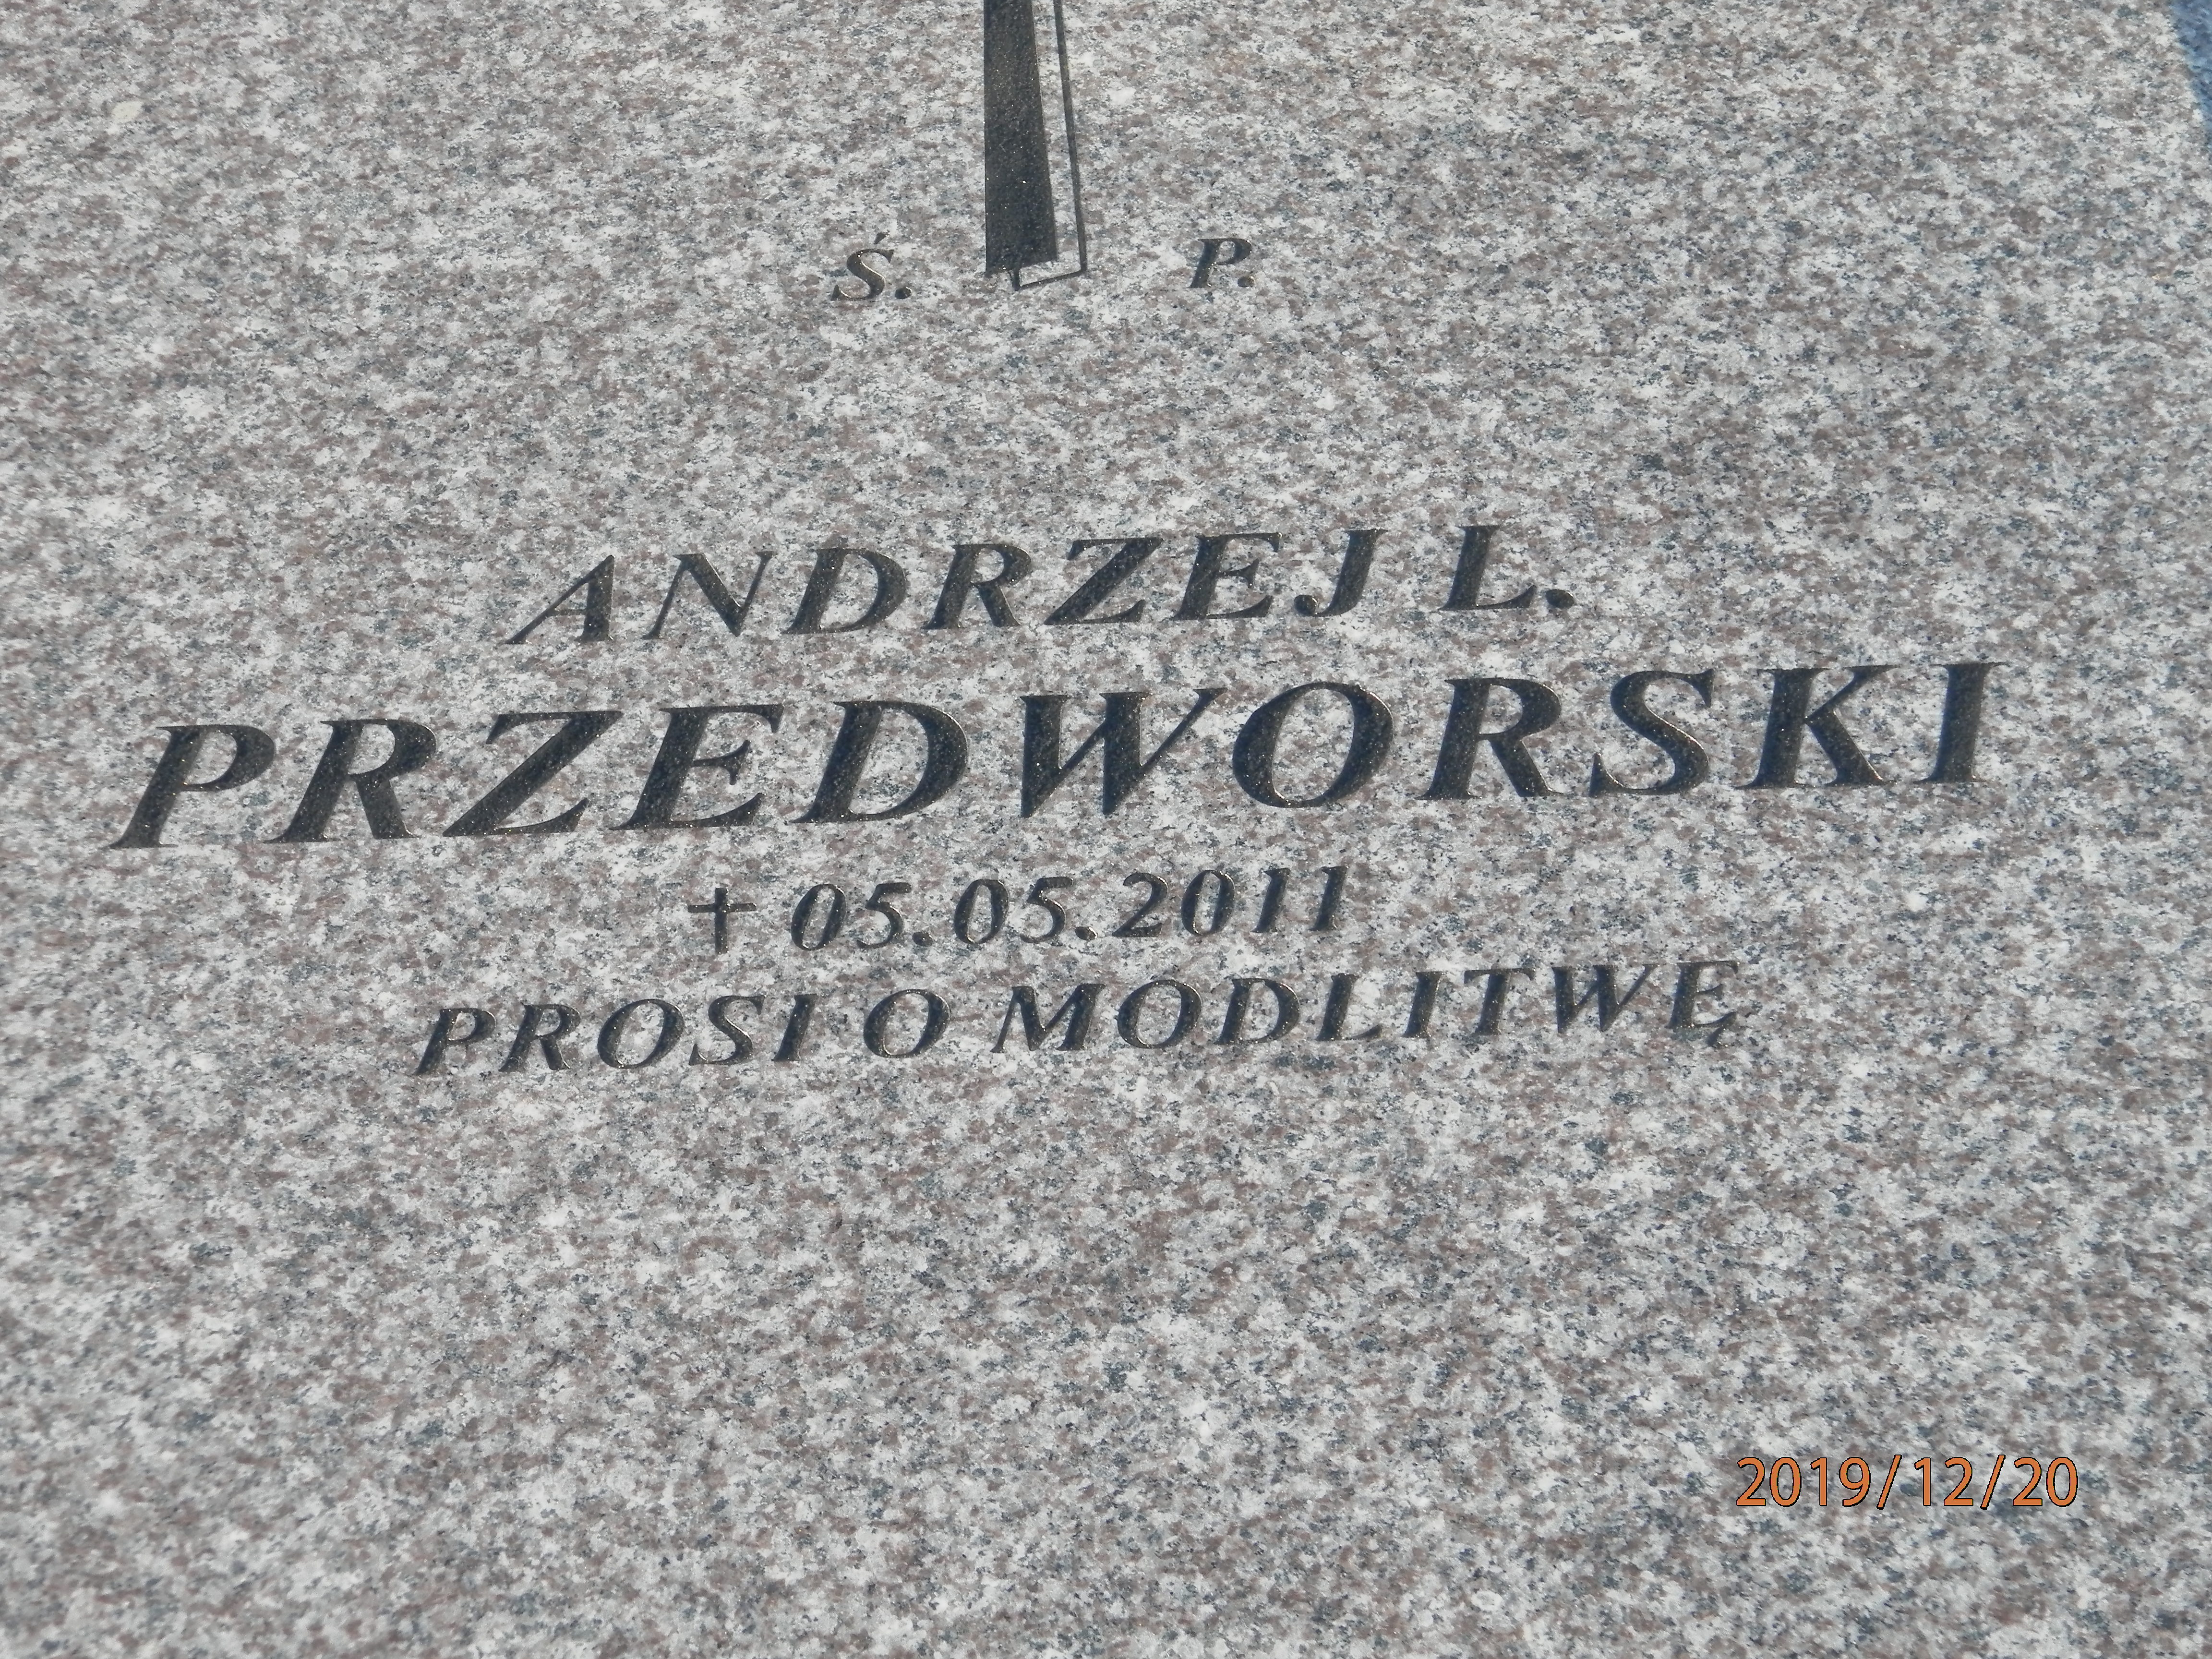 Ś. P.
ANDRZEJ L.
PRZEDWORSKI
✝ 05.05.2011
PROSI O MODLITWĘ
2019/12/20